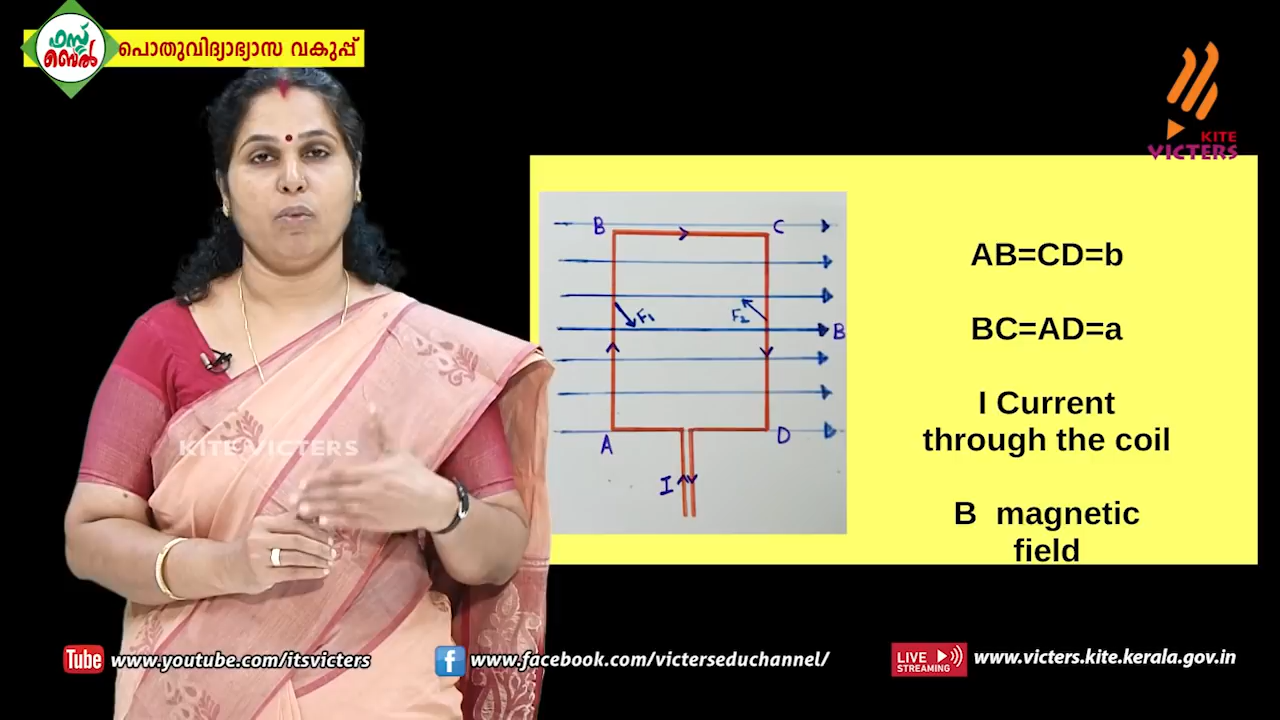 ഫസ്റ്റ്
ബെൽ
പൊതുവിദ്യാഭ്യാസ വകുപ്പ്
KITE
VICTERS
B
C
F₁
F₂
B
A
D
I
AB=CD=b
BC=AD=a
I Current
through the coil
B magnetic
field
KITE VICTERS
Tube www.youtube.com/itsvicters
f www.facebook.com/victerseduchannel/
LIVE
STREAMING
www.victers.kite.kerala.gov.in